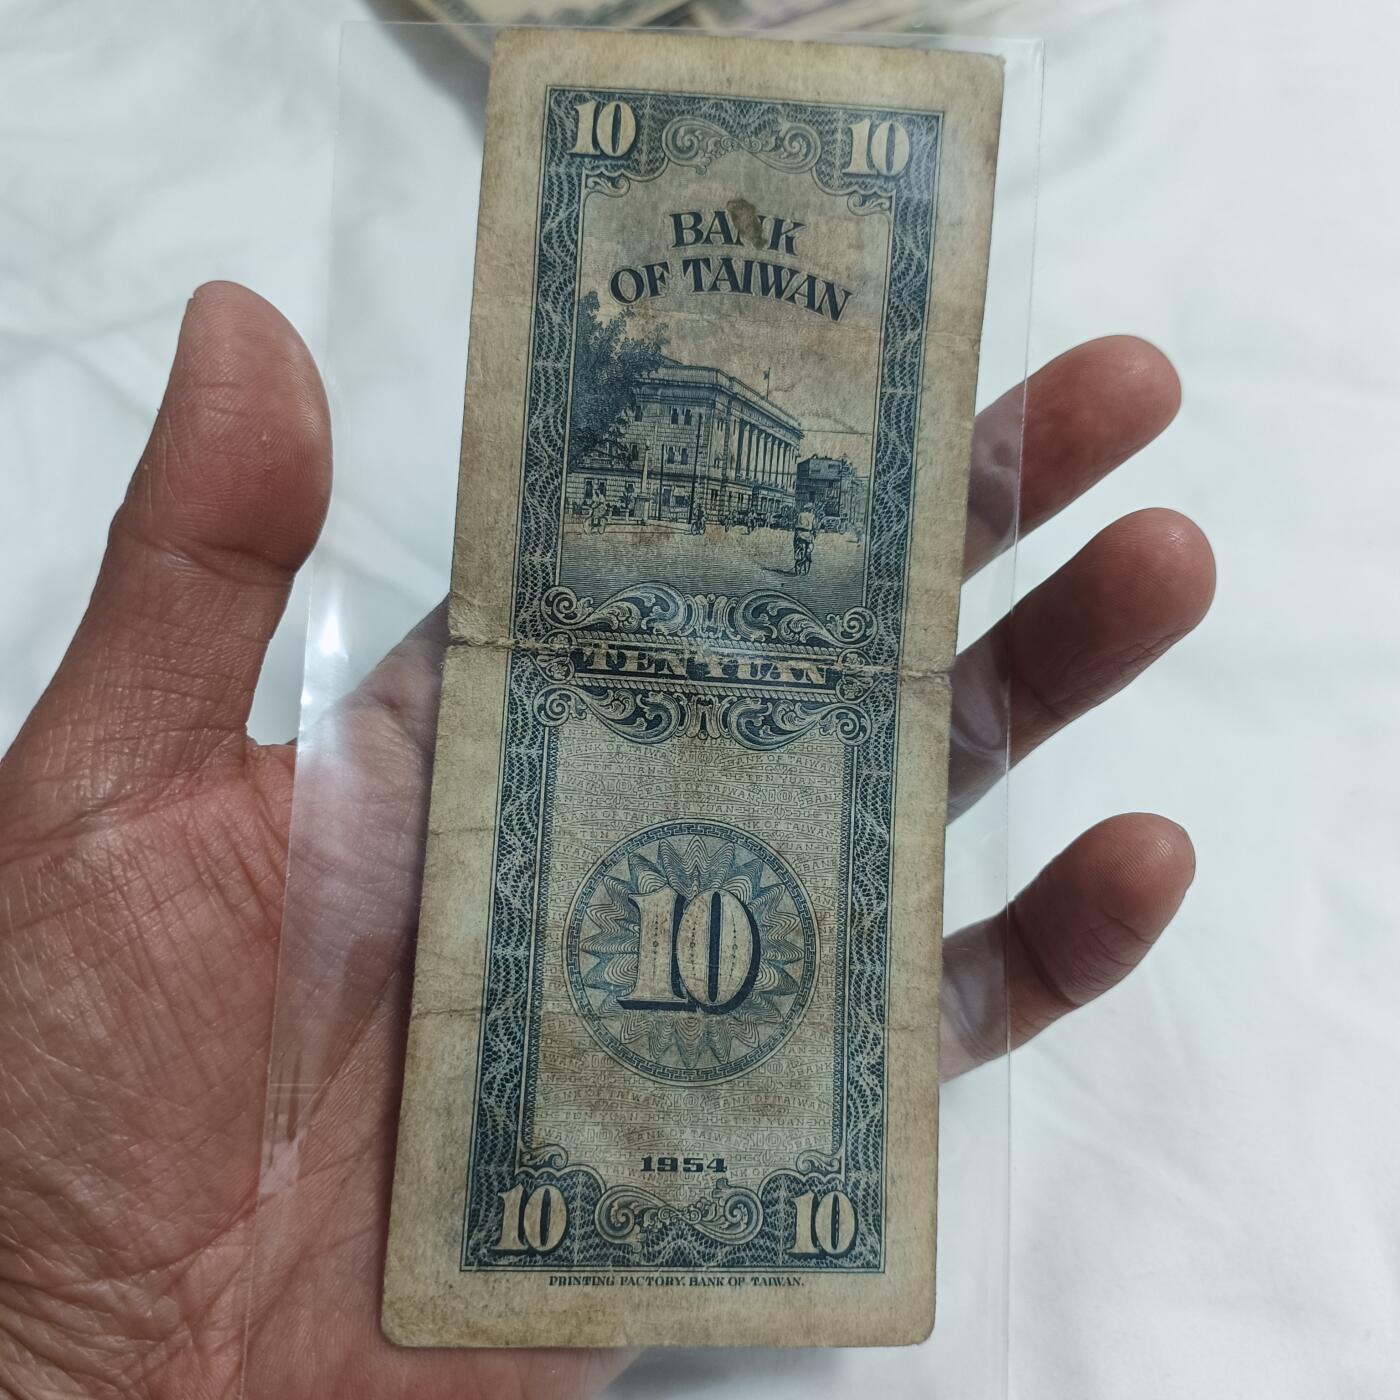 10 10
BANK
OF TAIWAN
TEN YUAN
10
1954
10 10
PRINTING FACTORY, BANK OF TAIWAN.